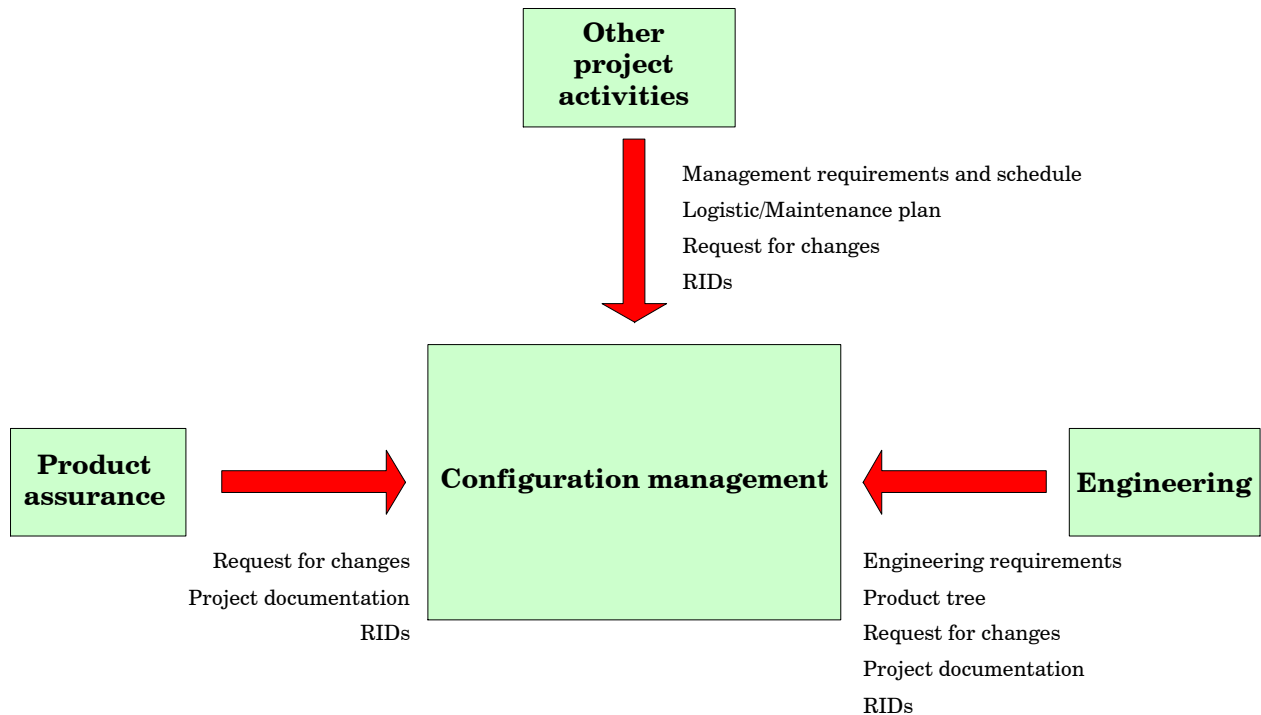 Other
project
activities
Management requirements and schedule
Logistic/Maintenance plan
Request for changes
RIDs
Product
assurance
Configuration management
Engineering
Request for changes
Project documentation
RIDs
Engineering requirements
Product tree
Request for changes
Project documentation
RIDs